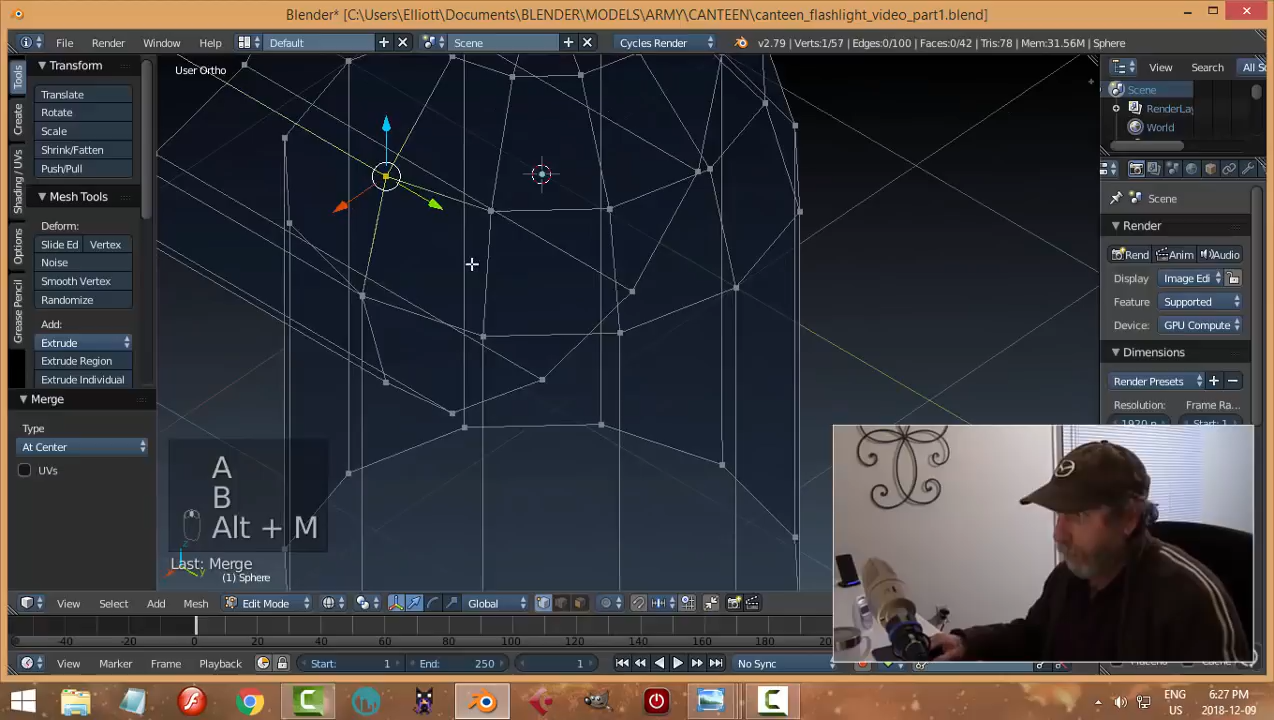 Blender* [C:\Users\Elliott\Documents\BLENDER\MODELS\ARMY\CANTEEN\canteen_flashlight_video_part1.blend]
File Render Window Help Default Scene Cycles Render v2.79 | Verts:1/57 | Edges:0/100 | Faces:0/42 | Tris:78 | Mem:31.56M | Sphere
Tools
Create
Shading / UVs
Options
Grease Pencil
Transform
Translate
Rotate
Scale
Shrink/Fatten
Push/Pull
Mesh Tools
Deform:
Slide Ed Vertex
Noise
Smooth Vertex
Randomize
Add:
Extrude
Extrude Region
Extrude Individual
Merge
Type
At Center
UVs
User Ortho
A
B
Alt + M
Last: Merge
(1) Sphere
View Search All S
Scene
RenderLa
World
Scene
Render
Rend Anim Audio
Display Image Edi
Feature Supported
Device: GPU Compute
Dimensions
Render Presets
Resolution: Frame Ra...
View Select Add Mesh Edit Mode Global
-40 -20 0 20 40 60 80 100 120 140 160 180
View Marker Frame Playback Start: 1 End: 250 1 No Sync
ENG 6:27 PM
US 2018-12-09